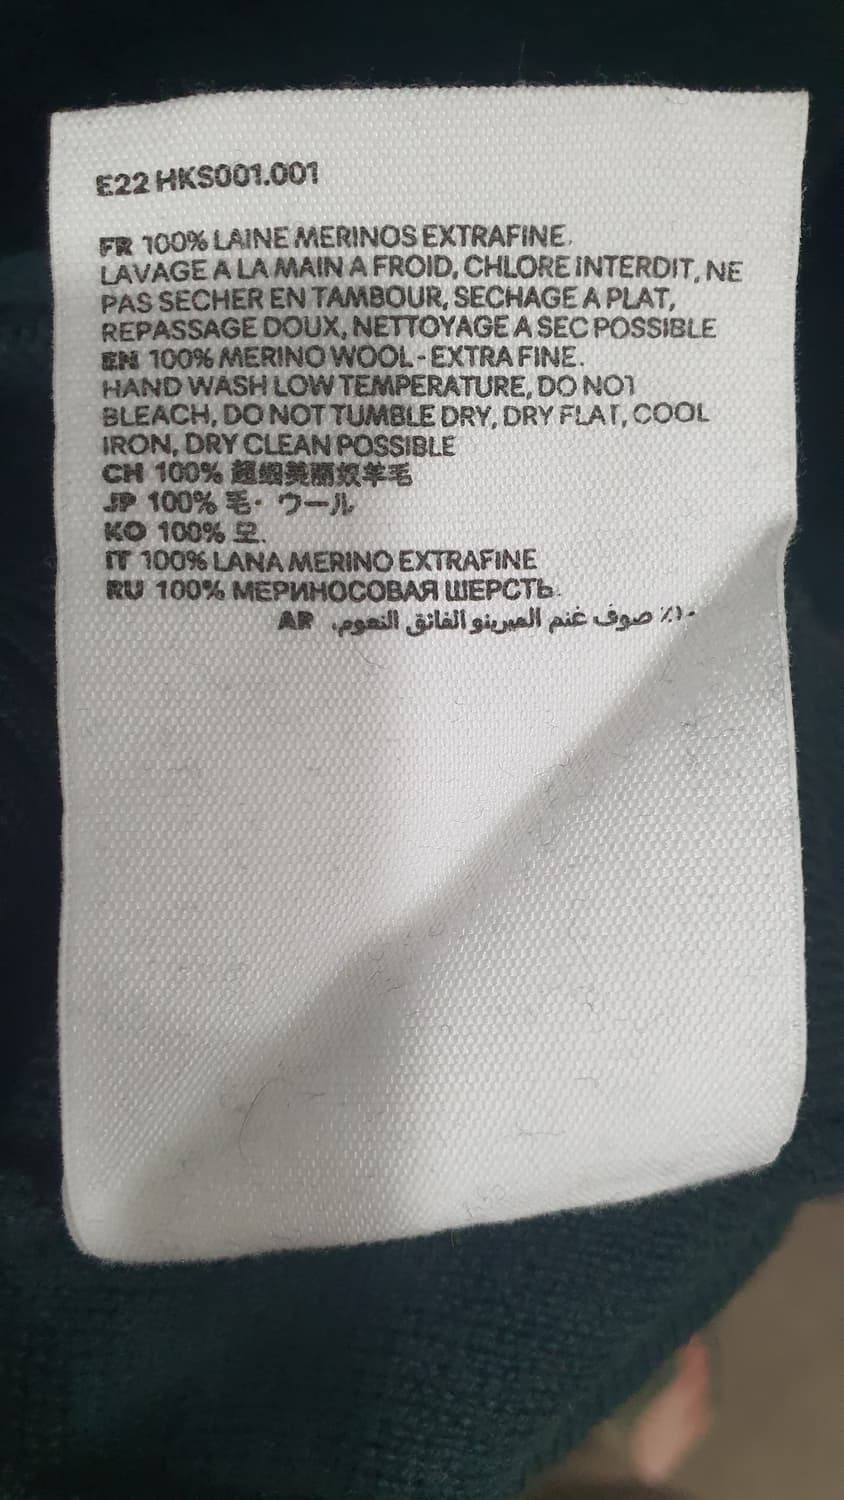 E22 HKS001.001
FR 100% LAINE MERINOS EXTRAFINE.
LAVAGE A LA MAIN A FROID, CHLORE INTERDIT, NE
PAS SECHER EN TAMBOUR, SECHAGE A PLAT,
REPASSAGE DOUX, NETTOYAGE A SEC POSSIBLE
EN 100% MERINO WOOL - EXTRA FINE.
HAND WASH LOW TEMPERATURE, DO NOT
BLEACH, DO NOT TUMBLE DRY, DRY FLAT, COOL
IRON, DRY CLEAN POSSIBLE
CH 100% 超细美丽奴羊毛
JP 100% 毛· ウール
KO 100% 모.
IT 100% LANA MERINO EXTRAFINE
RU 100% МЕРИНОСОВАЯ ШЕРСТЬ.
AR ١٠٪ صوف غنم الميرينو الفائق النعوم.